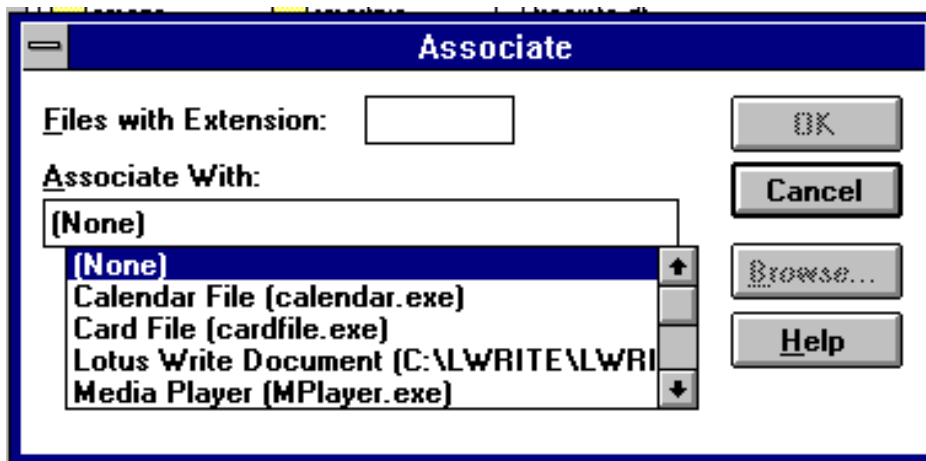 Associate
Files with Extension:
OK
Associate With:
Cancel
(None)
(None)
Calendar File (calendar.exe)
Browse...
Card File (cardfile.exe)
Lotus Write Document (C:\LWRITE\LWRI
Help
Media Player (MPlayer.exe)